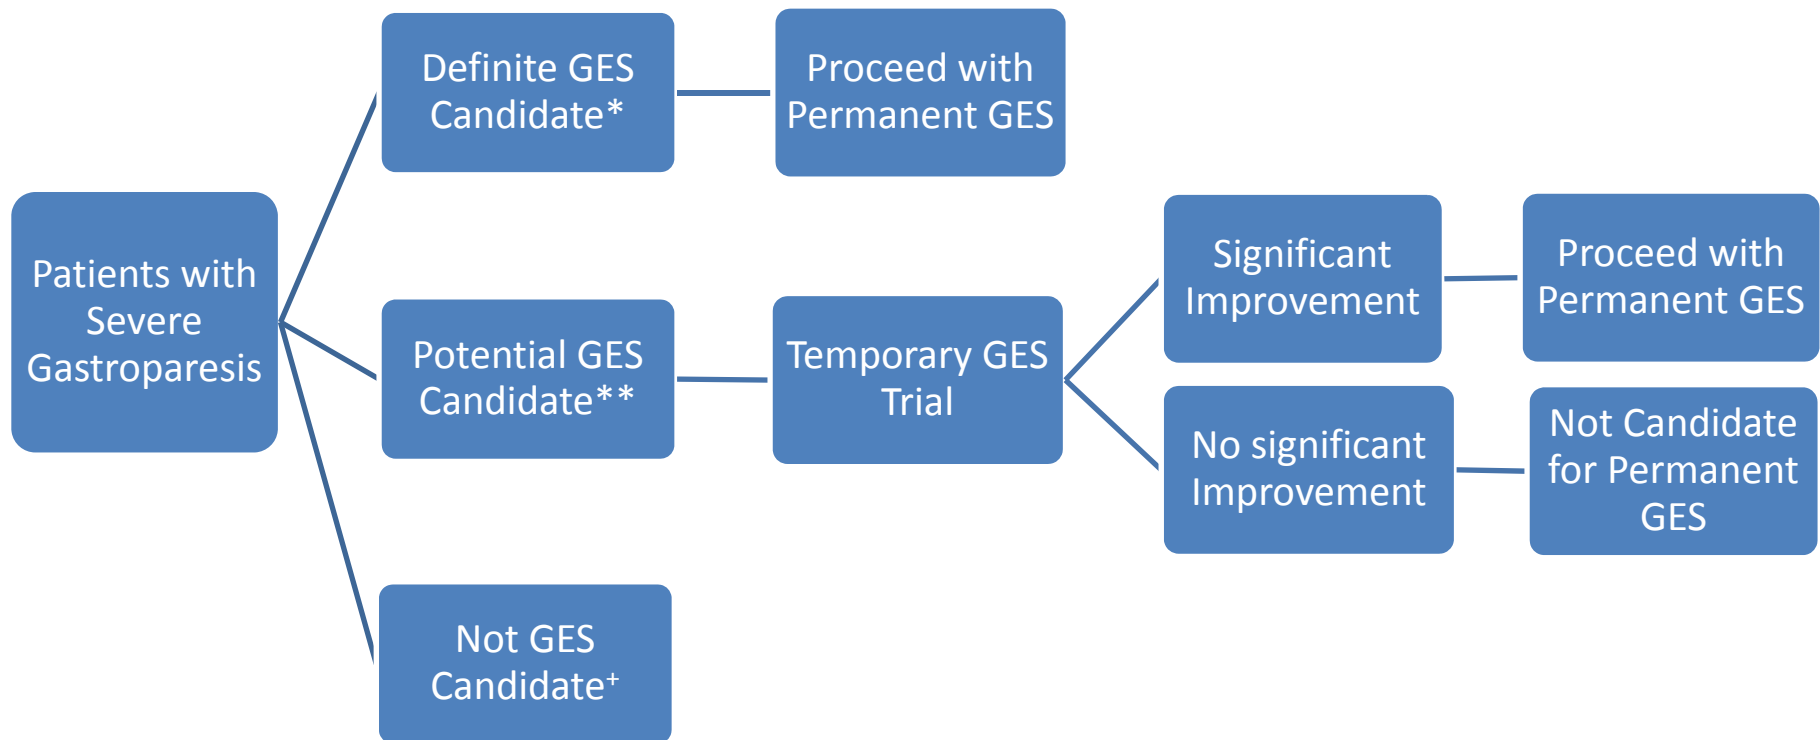 Patients with
Severe
Gastroparesis
Definite GES
Candidate*
Proceed with
Permanent GES
Potential GES
Candidate**
Temporary GES
Trial
Significant
Improvement
Proceed with
Permanent GES
No significant
Improvement
Not Candidate
for Permanent
GES
Not GES
Candidate⁺